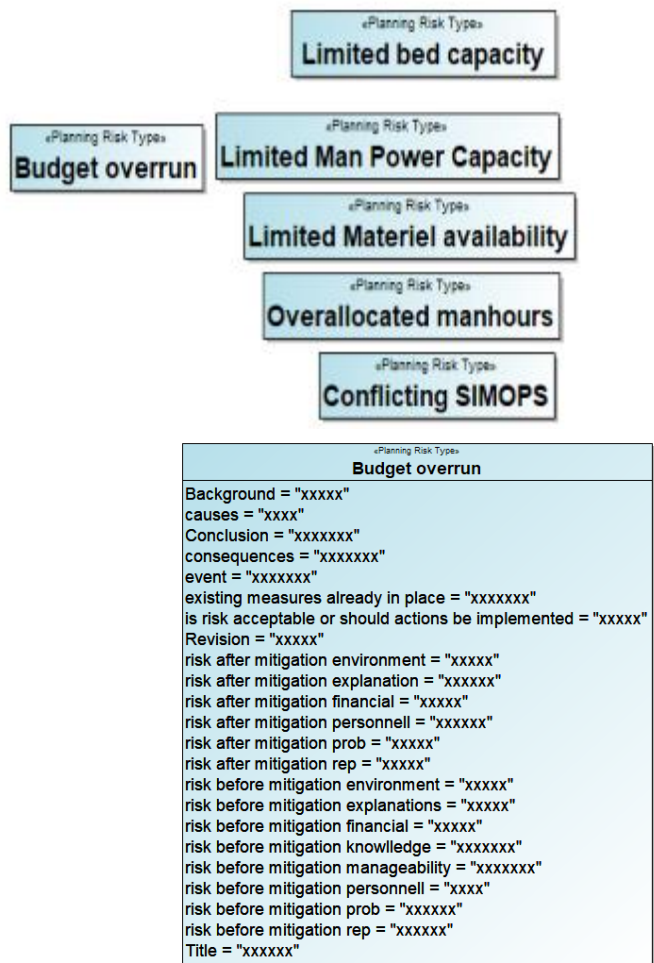 «Planning Risk Type»
Limited bed capacity
«Planning Risk Type»
Budget overrun
«Planning Risk Type»
Limited Man Power Capacity
«Planning Risk Type»
Limited Materiel availability
«Planning Risk Type»
Overallocated manhours
«Planning Risk Type»
Conflicting SIMOPS
«Planning Risk Type»
Budget overrun
Background = "xxxxx"
causes = "xxxx"
Conclusion = "xxxxxxx"
consequences = "xxxxxxx"
event = "xxxxxxx"
existing measures already in place = "xxxxxxx"
is risk acceptable or should actions be implemented = "xxxxx"
Revision = "xxxxx"
risk after mitigation environment = "xxxxx"
risk after mitigation explanation = "xxxxxx"
risk after mitigation financial = "xxxxx"
risk after mitigation personnell = "xxxxxx"
risk after mitigation prob = "xxxxx"
risk after mitigation rep = "xxxxx"
risk before mitigation environment = "xxxxx"
risk before mitigation explanations = "xxxxx"
risk before mitigation financial = "xxxxx"
risk before mitigation knowlledge = "xxxxxxx"
risk before mitigation manageability = "xxxxxxx"
risk before mitigation personnell = "xxxx"
risk before mitigation prob = "xxxxxx"
risk before mitigation rep = "xxxxxx"
Title = "xxxxxx"